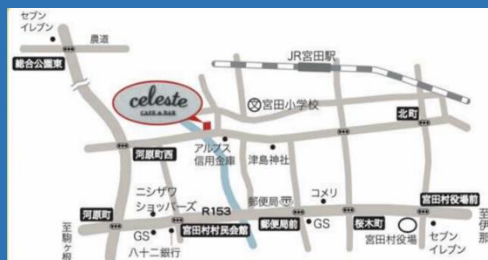 セブン
イレブン
農道
総合公園東
JR宮田駅
celeste
CAFE n BAR
宮田小学校
北町
河原町西
アルプス
信用金庫
津島神社
ニシザワ
ショッパーズ
郵便局
コメリ
宮田村役場前
至伊那
至駒ヶ根
河原町
R153
GS
宮田村村民会館
郵便局前
GS
桜木町
宮田村役場
セブン
イレブン
八十二銀行